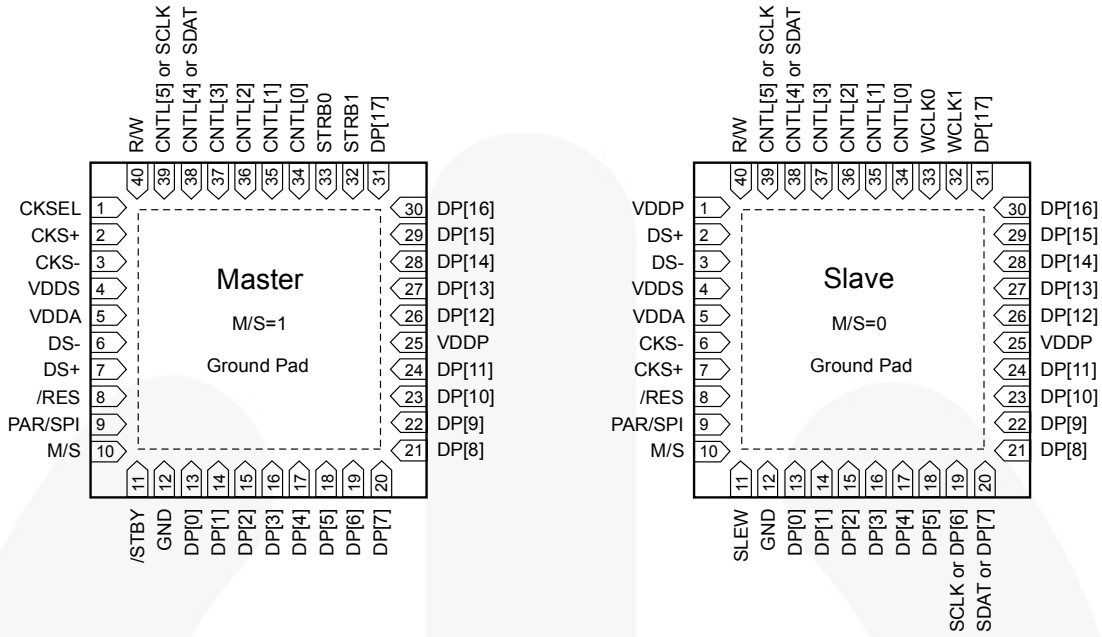 R/W
CNTL[5] or SCLK
CNTL[4] or SDAT
CNTL[3]
CNTL[2]
CNTL[1]
CNTL[0]
STRB0
STRB1
DP[17]
40 39 38 37 36 35 34 33 32 31
CKSEL 1
CKS+ 2
CKS- 3
VDDS 4
VDDA 5
DS- 6
DS+ 7
/RES 8
PAR/SPI 9
M/S 10
Master
M/S=1
Ground Pad
30 DP[16]
29 DP[15]
28 DP[14]
27 DP[13]
26 DP[12]
25 VDDP
24 DP[11]
23 DP[10]
22 DP[9]
21 DP[8]
11 12 13 14 15 16 17 18 19 20
/STBY
GND
DP[0]
DP[1]
DP[2]
DP[3]
DP[4]
DP[5]
DP[6]
DP[7]
R/W
CNTL[5] or SCLK
CNTL[4] or SDAT
CNTL[3]
CNTL[2]
CNTL[1]
CNTL[0]
WCLK0
WCLK1
DP[17]
40 39 38 37 36 35 34 33 32 31
VDDP 1
DS+ 2
DS- 3
VDDS 4
VDDA 5
CKS- 6
CKS+ 7
/RES 8
PAR/SPI 9
M/S 10
Slave
M/S=0
Ground Pad
30 DP[16]
29 DP[15]
28 DP[14]
27 DP[13]
26 DP[12]
25 VDDP
24 DP[11]
23 DP[10]
22 DP[9]
21 DP[8]
11 12 13 14 15 16 17 18 19 20
SLEW
GND
DP[0]
DP[1]
DP[2]
DP[3]
DP[4]
DP[5]
SCLK or DP[6]
SDAT or DP[7]